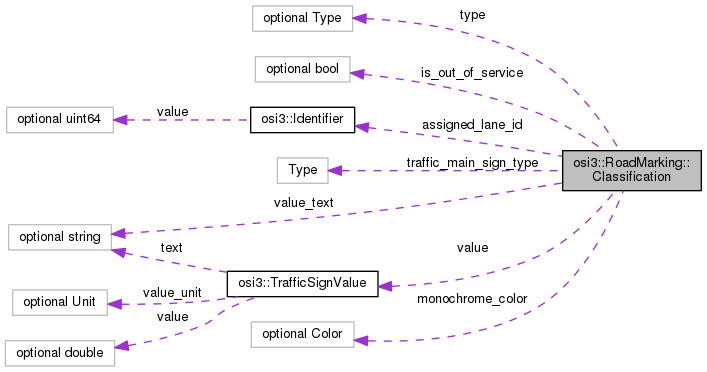 optional Type
type
optional bool
is_out_of_service
optional uint64
value
osi3::Identifier
assigned_lane_id
Type
traffic_main_sign_type
osi3::RoadMarking::
Classification
value_text
optional string
text
value
osi3::TrafficSignValue
optional Unit
value_unit
monochrome_color
value
optional Color
optional double